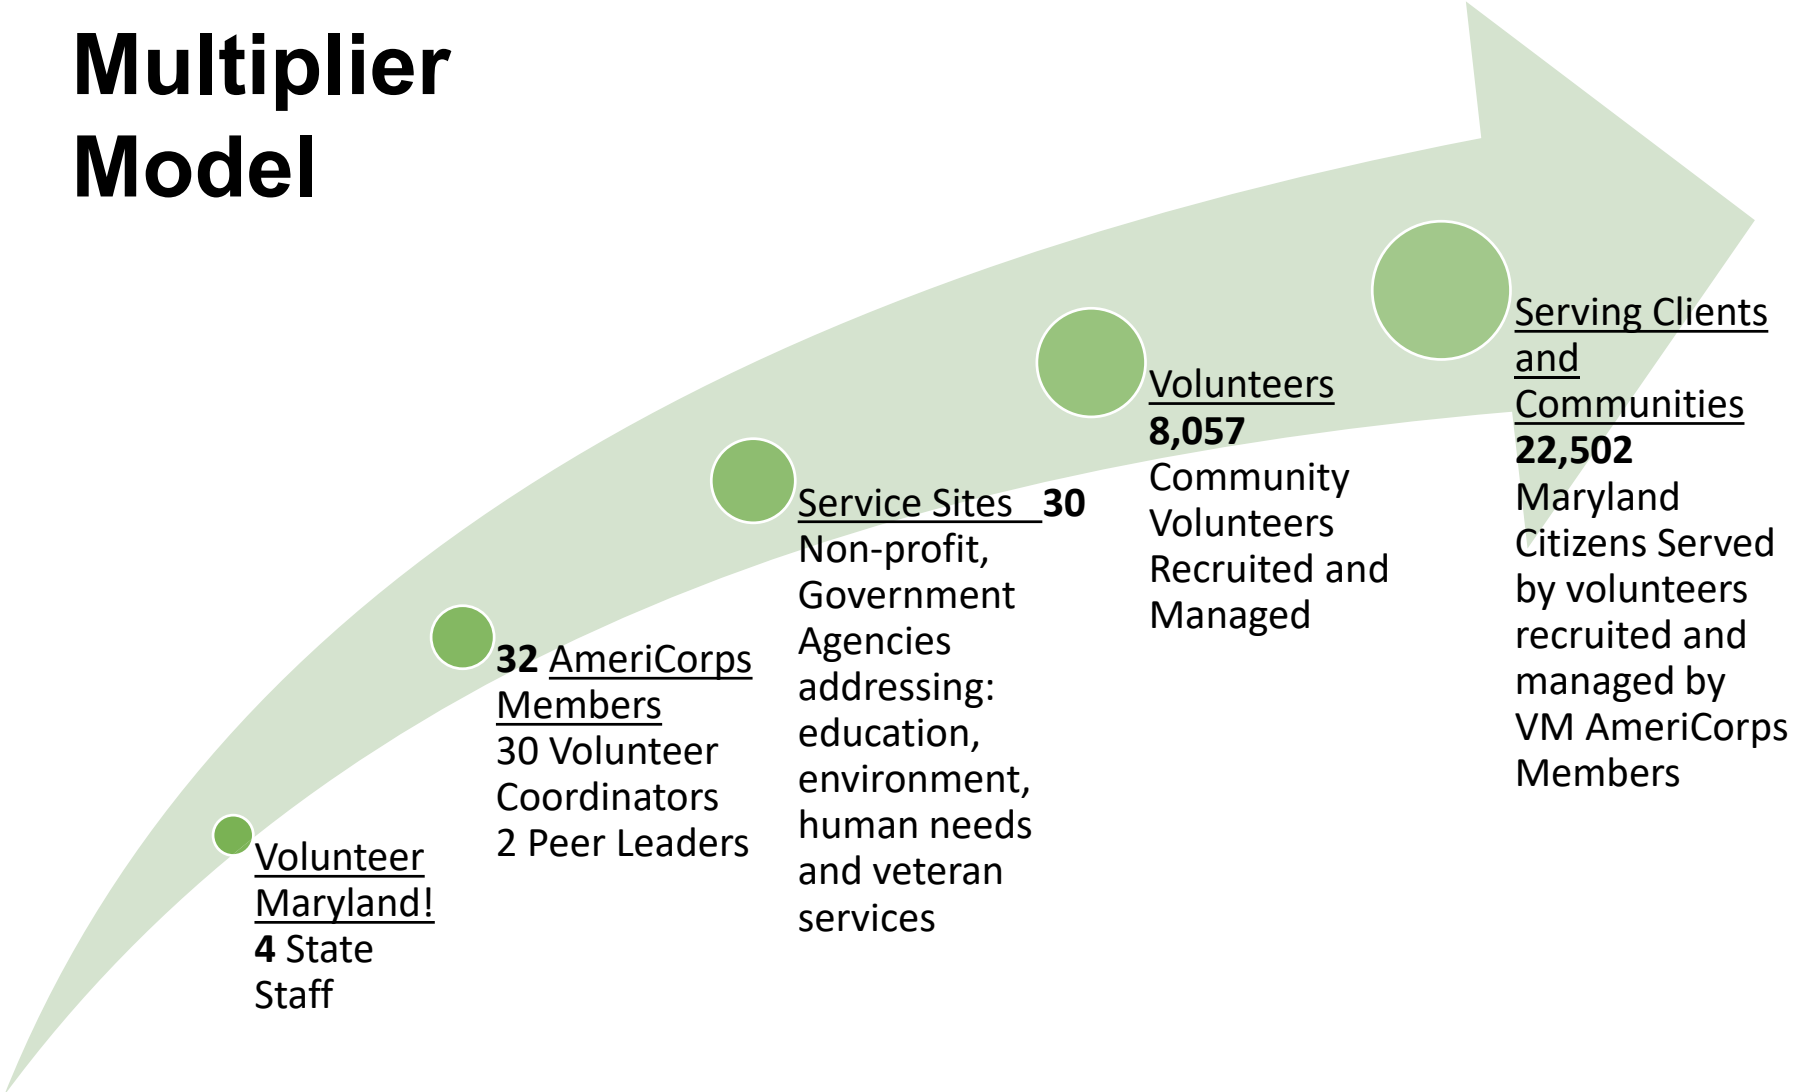 Multiplier
Model
Volunteer
Maryland!
4 State
Staff
32 AmeriCorps
Members
30 Volunteer
Coordinators
2 Peer Leaders
Service Sites 30
Non-profit,
Government
Agencies
addressing:
education,
environment,
human needs
and veteran
services
Volunteers
8,057
Community
Volunteers
Recruited and
Managed
Serving Clients
and
Communities
22,502
Maryland
Citizens Served
by volunteers
recruited and
managed by
VM AmeriCorps
Members